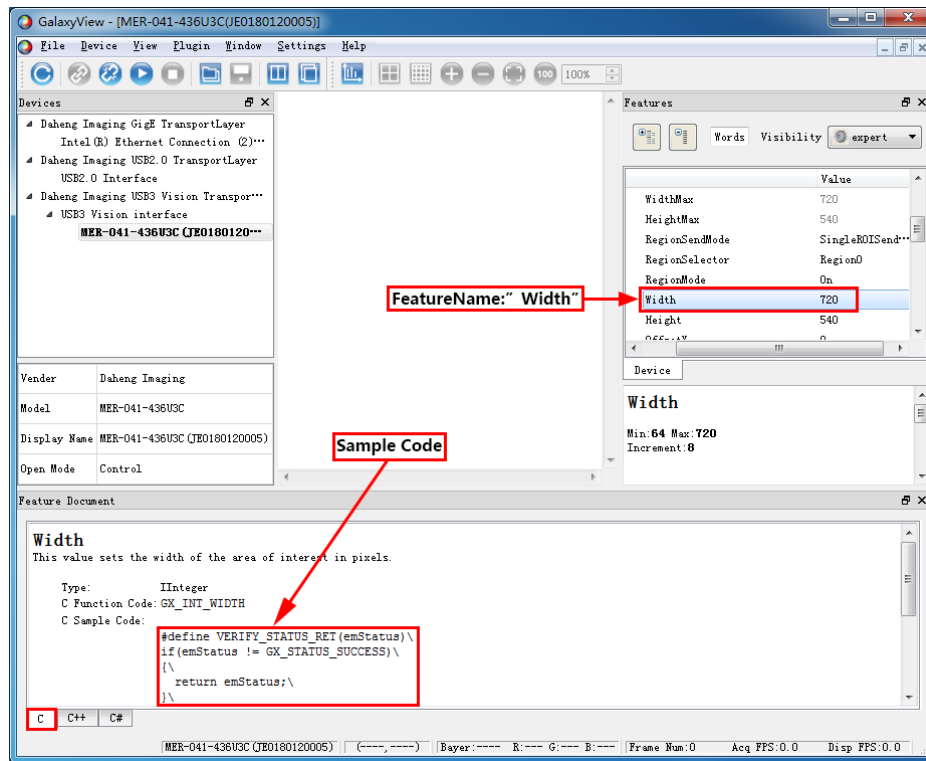 GalaxyView - [MER-041-436U3C(JE0180120005)]
File Device View Plugin Window Settings Help
100 100%
Devices
Daheng Imaging GigE TransportLayer
Intel(R) Ethernet Connection (2)···
Daheng Imaging USB2.0 TransportLayer
USB2.0 Interface
Daheng Imaging USB3 Vision Transpor···
USB3 Vision interface
MER-041-436U3C(JE0180120···
Vender Daheng Imaging
Model MER-041-436U3C
Display Name MER-041-436U3C(JE0180120005)
Open Mode Control
FeatureName:" Width"
Sample Code
Features
Words Visibility expert
Value
WidthMax 720
HeightMax 540
RegionSendMode SingleROISend···
RegionSelector Region0
RegionMode On
Width 720
Height 540
OffsetX 0
Device
Width
Min:64 Max:720
Increment:8
Feature Document
Width
This value sets the width of the area of interest in pixels.
Type: IInteger
C Function Code: GX_INT_WIDTH
C Sample Code:
#define VERIFY_STATUS_RET(emStatus)\
if(emStatus != GX_STATUS_SUCCESS)\
{\
return emStatus;\
}\
C C++ C#
MER-041-436U3C(JE0180120005) (----,----) Bayer:---- R:--- G:--- B:--- Frame Num:0 Acq FPS:0.0 Disp FPS:0.0